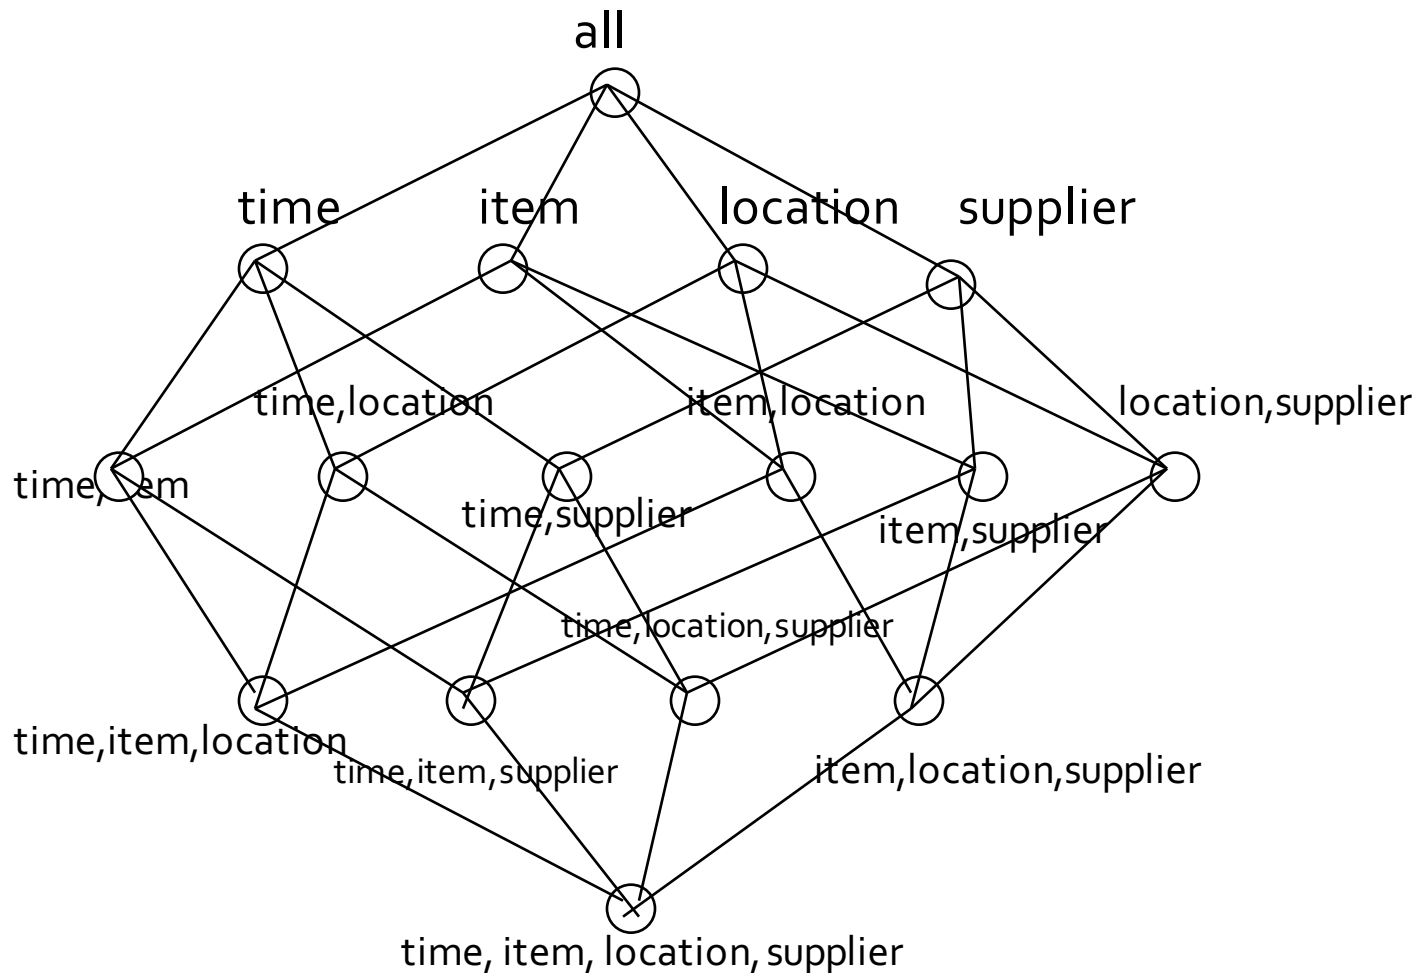 all
time
item
location
supplier
time,location
item,location
location,supplier
time,item
time,supplier
item,supplier
time,location,supplier
time,item,location
time,item,supplier
item,location,supplier
time, item, location, supplier